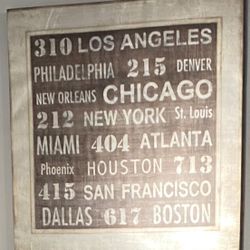 310 LOS ANGELES
PHILADELPHIA 215 DENVER
NEW ORLEANS CHICAGO
212 NEW YORK St. Louis
MIAMI 404 ATLANTA
Phoenix HOUSTON 713
415 SAN FRANCISCO
DALLAS 617 BOSTON